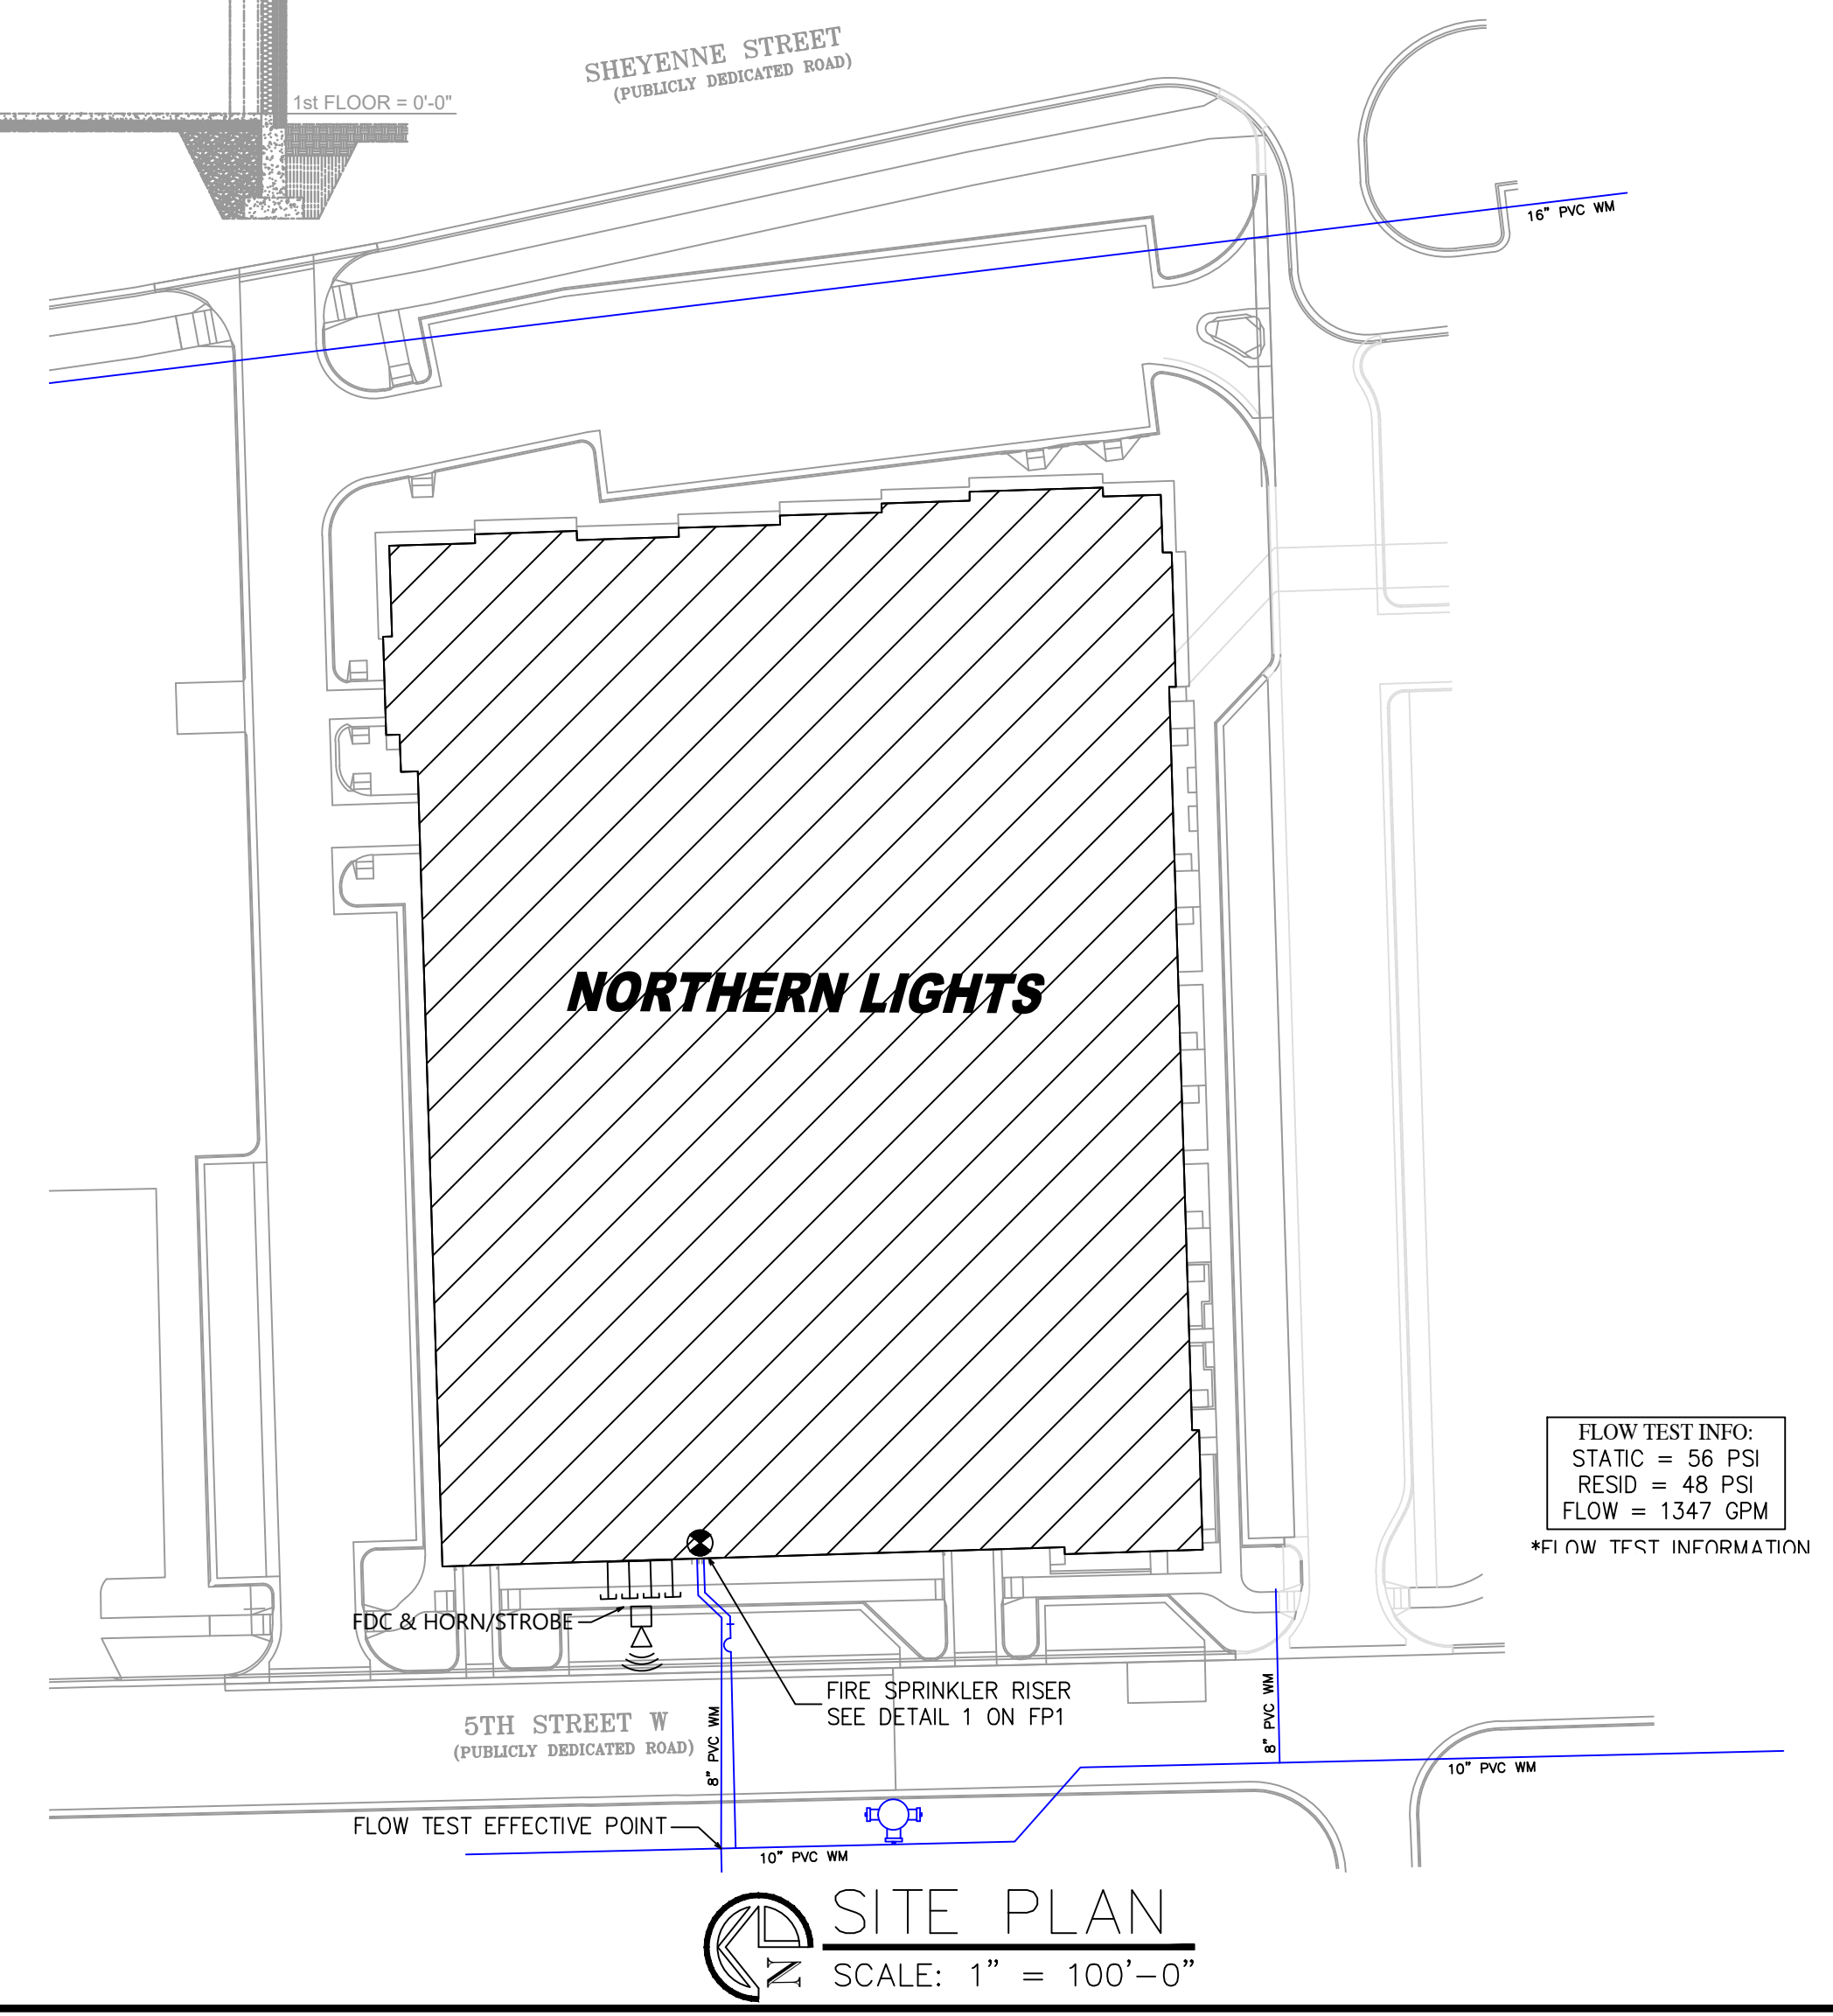 SHEYENNE STREET
(PUBLICLY DEDICATED ROAD)
1st FLOOR = 0'-0"
16" PVC WM
NORTHERN LIGHTS
FLOW TEST INFO:
STATIC = 56 PSI
RESID = 48 PSI
FLOW = 1347 GPM
*FLOW TEST INFORMATION
FDC & HORN/STROBE
FIRE SPRINKLER RISER
SEE DETAIL 1 ON FP1
5TH STREET W
(PUBLICLY DEDICATED ROAD)
8" PVC WM
8" PVC WM
10" PVC WM
FLOW TEST EFFECTIVE POINT
10" PVC WM
N
SITE PLAN
SCALE: 1" = 100'-0"